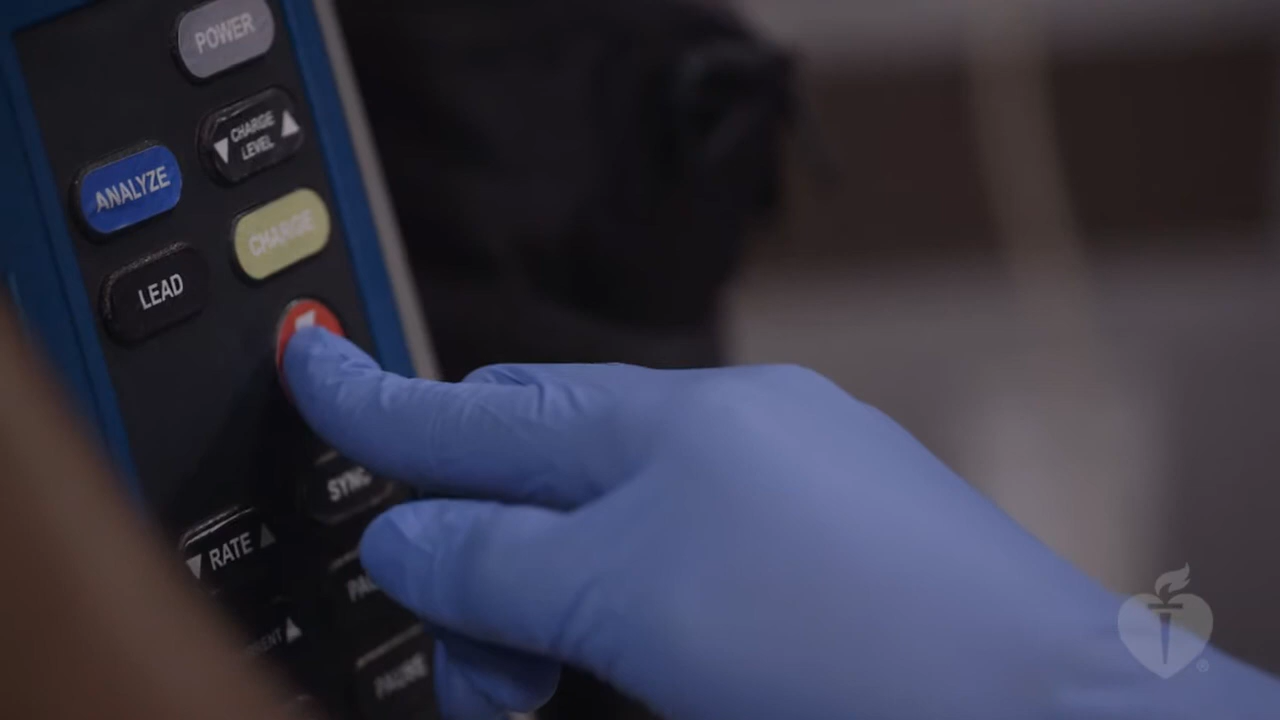 POWER
CHARGE
LEVEL
ANALYZE
CHARGE
LEAD
SYNC
RATE
PAUSE
®